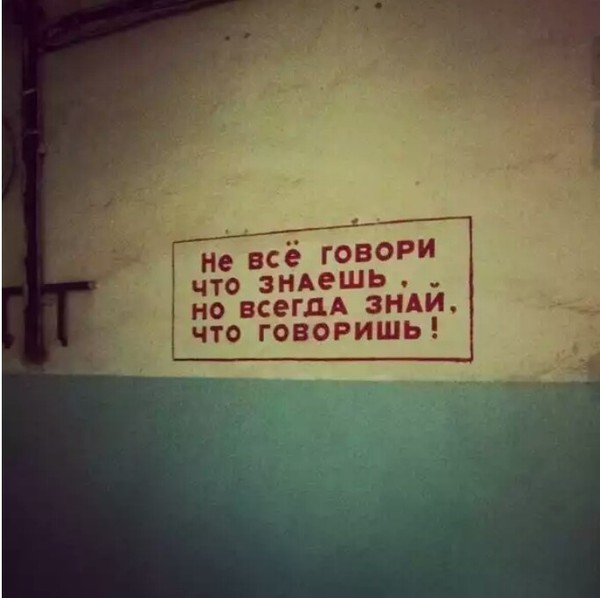 Не всё говори
что знаешь,
но всегда знай,
что говоришь!